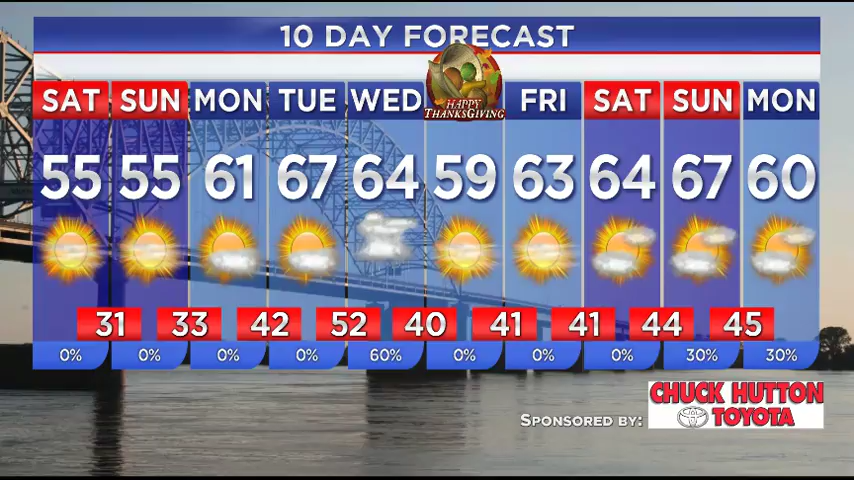 10 DAY FORECAST
SAT SUN MON TUE WED HAPPY THANKSGIVING FRI SAT SUN MON
55 55 61 67 64 59 63 64 67 60
31 33 42 52 40 41 41 44 45
0% 0% 0% 0% 60% 0% 0% 0% 30% 30%
SPONSORED BY: CHUCK HUTTON
TOYOTA